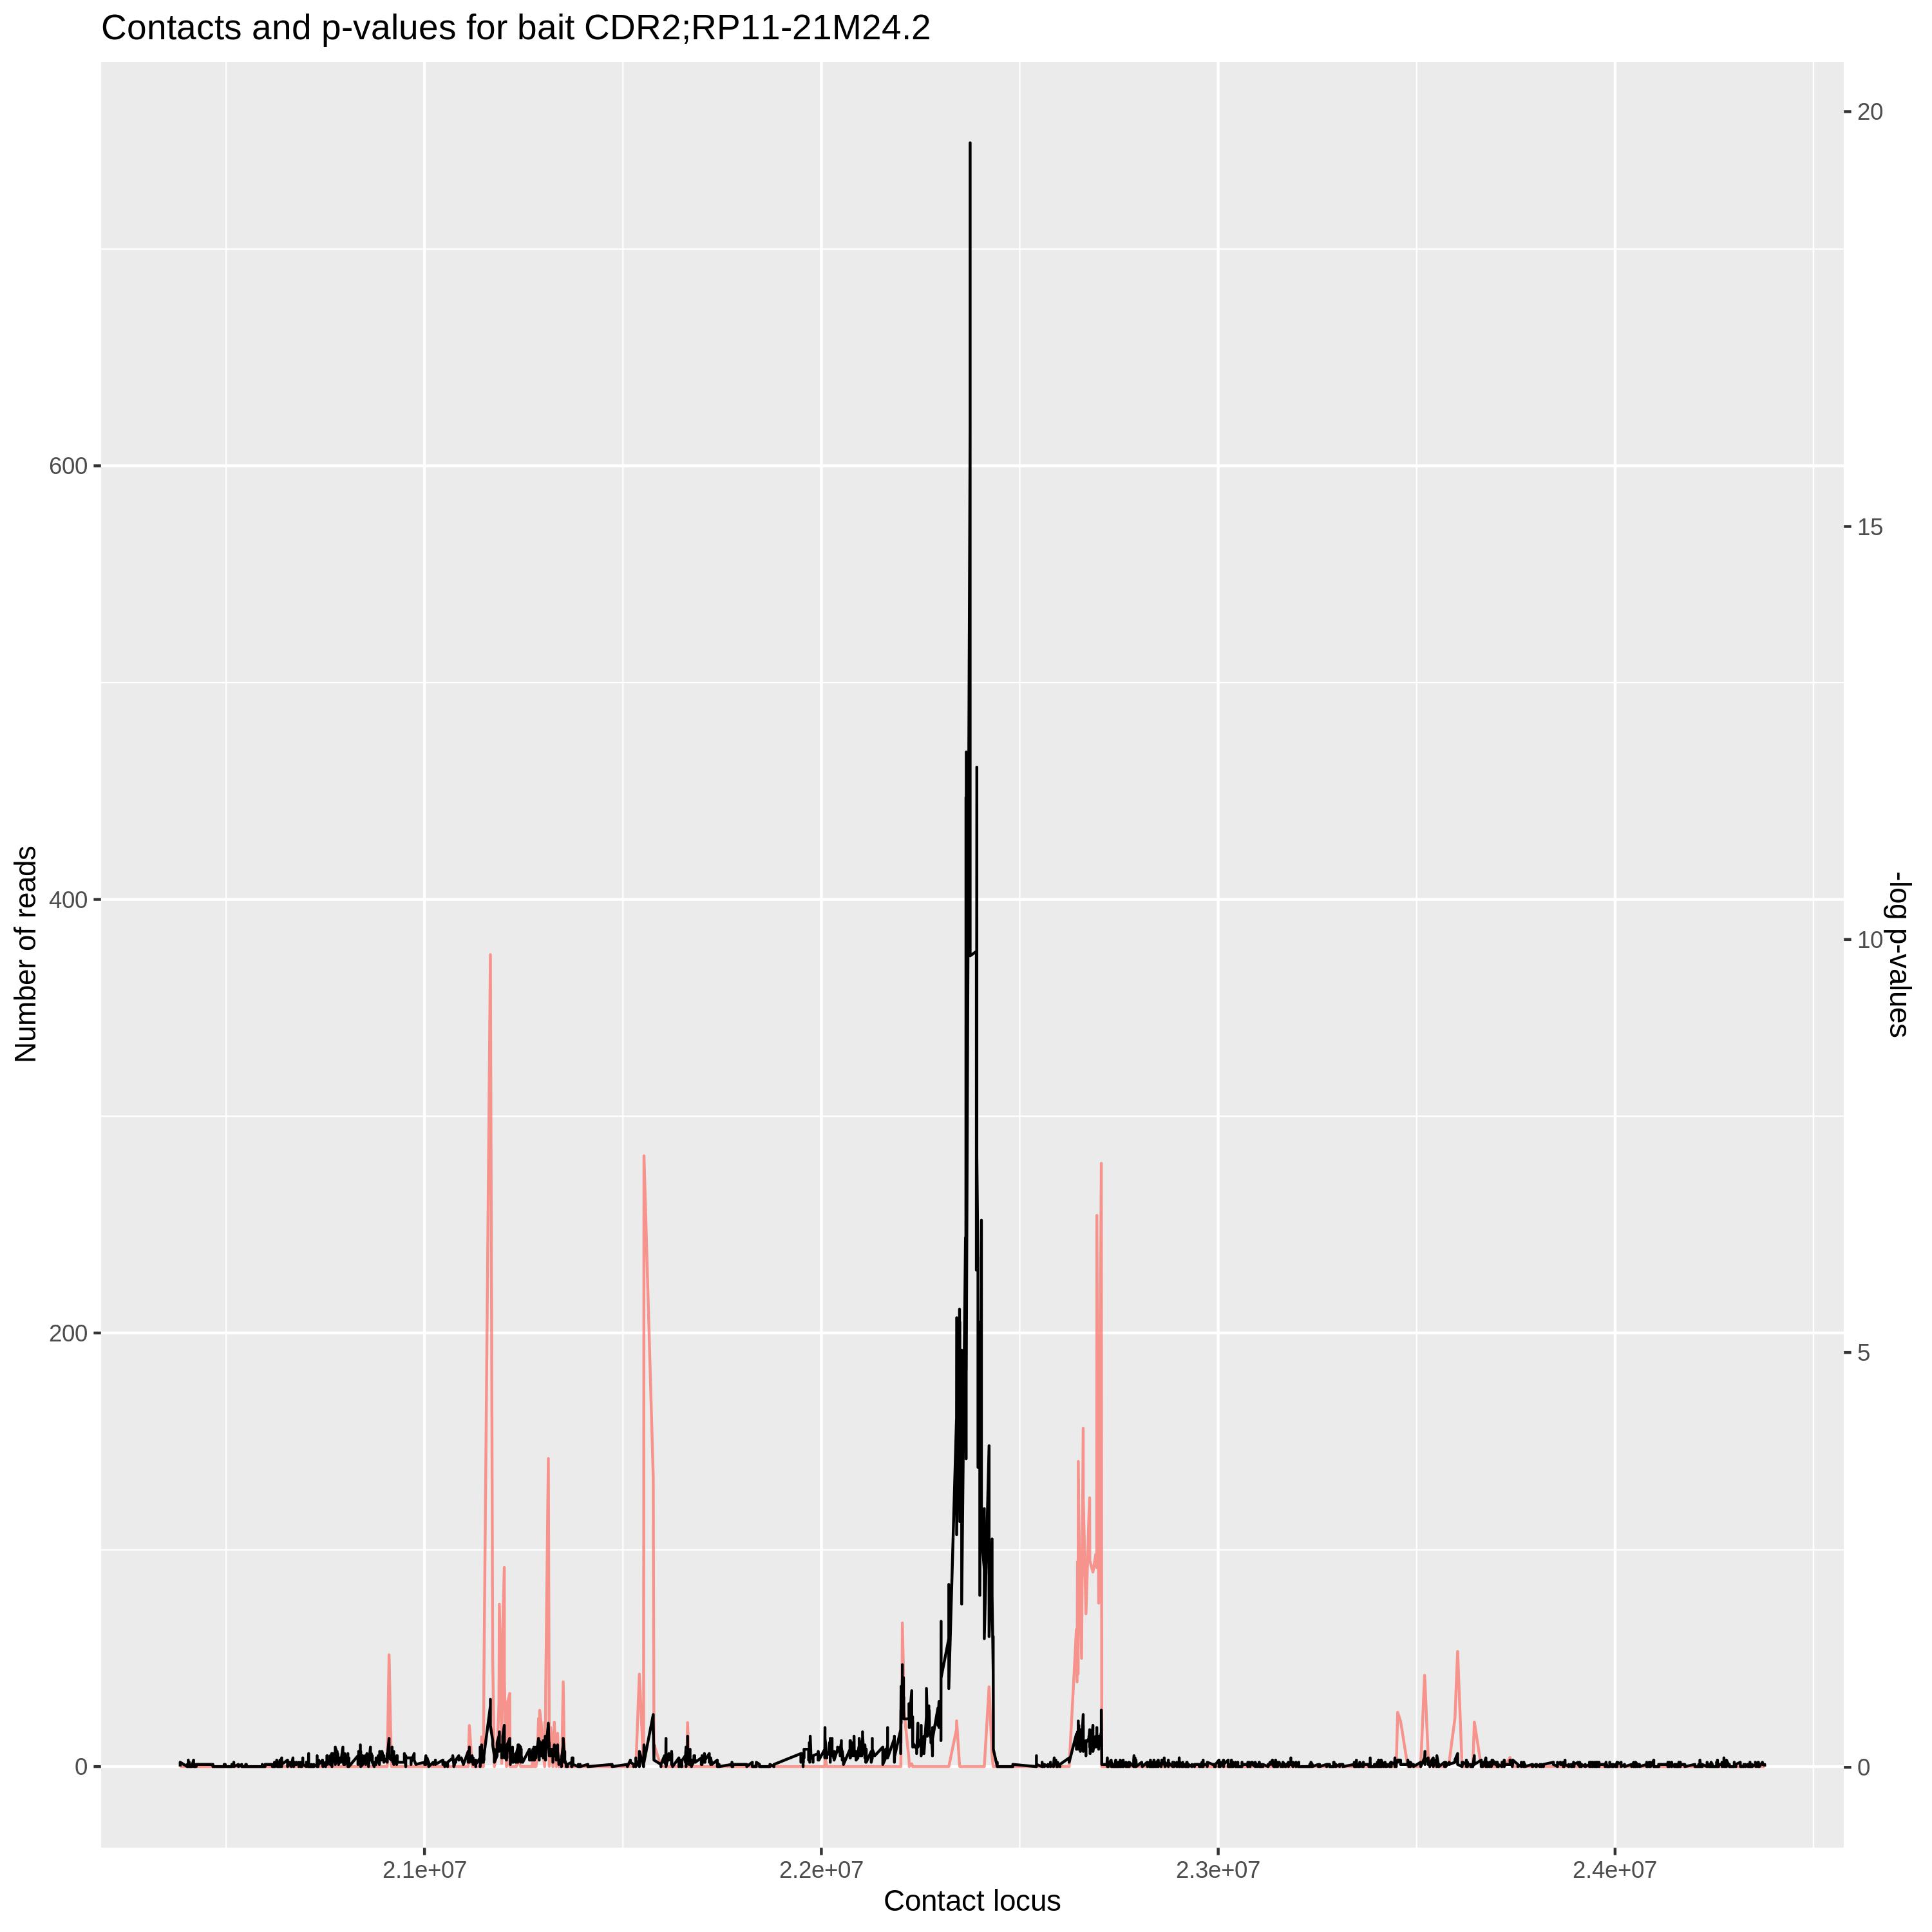 Contacts and p-values for bait CDR2;RP11-21M24.2
Number of reads
600
400
200
0
20
15
10
5
0
-log p-values
2.1e+07 2.2e+07 2.3e+07 2.4e+07
Contact locus